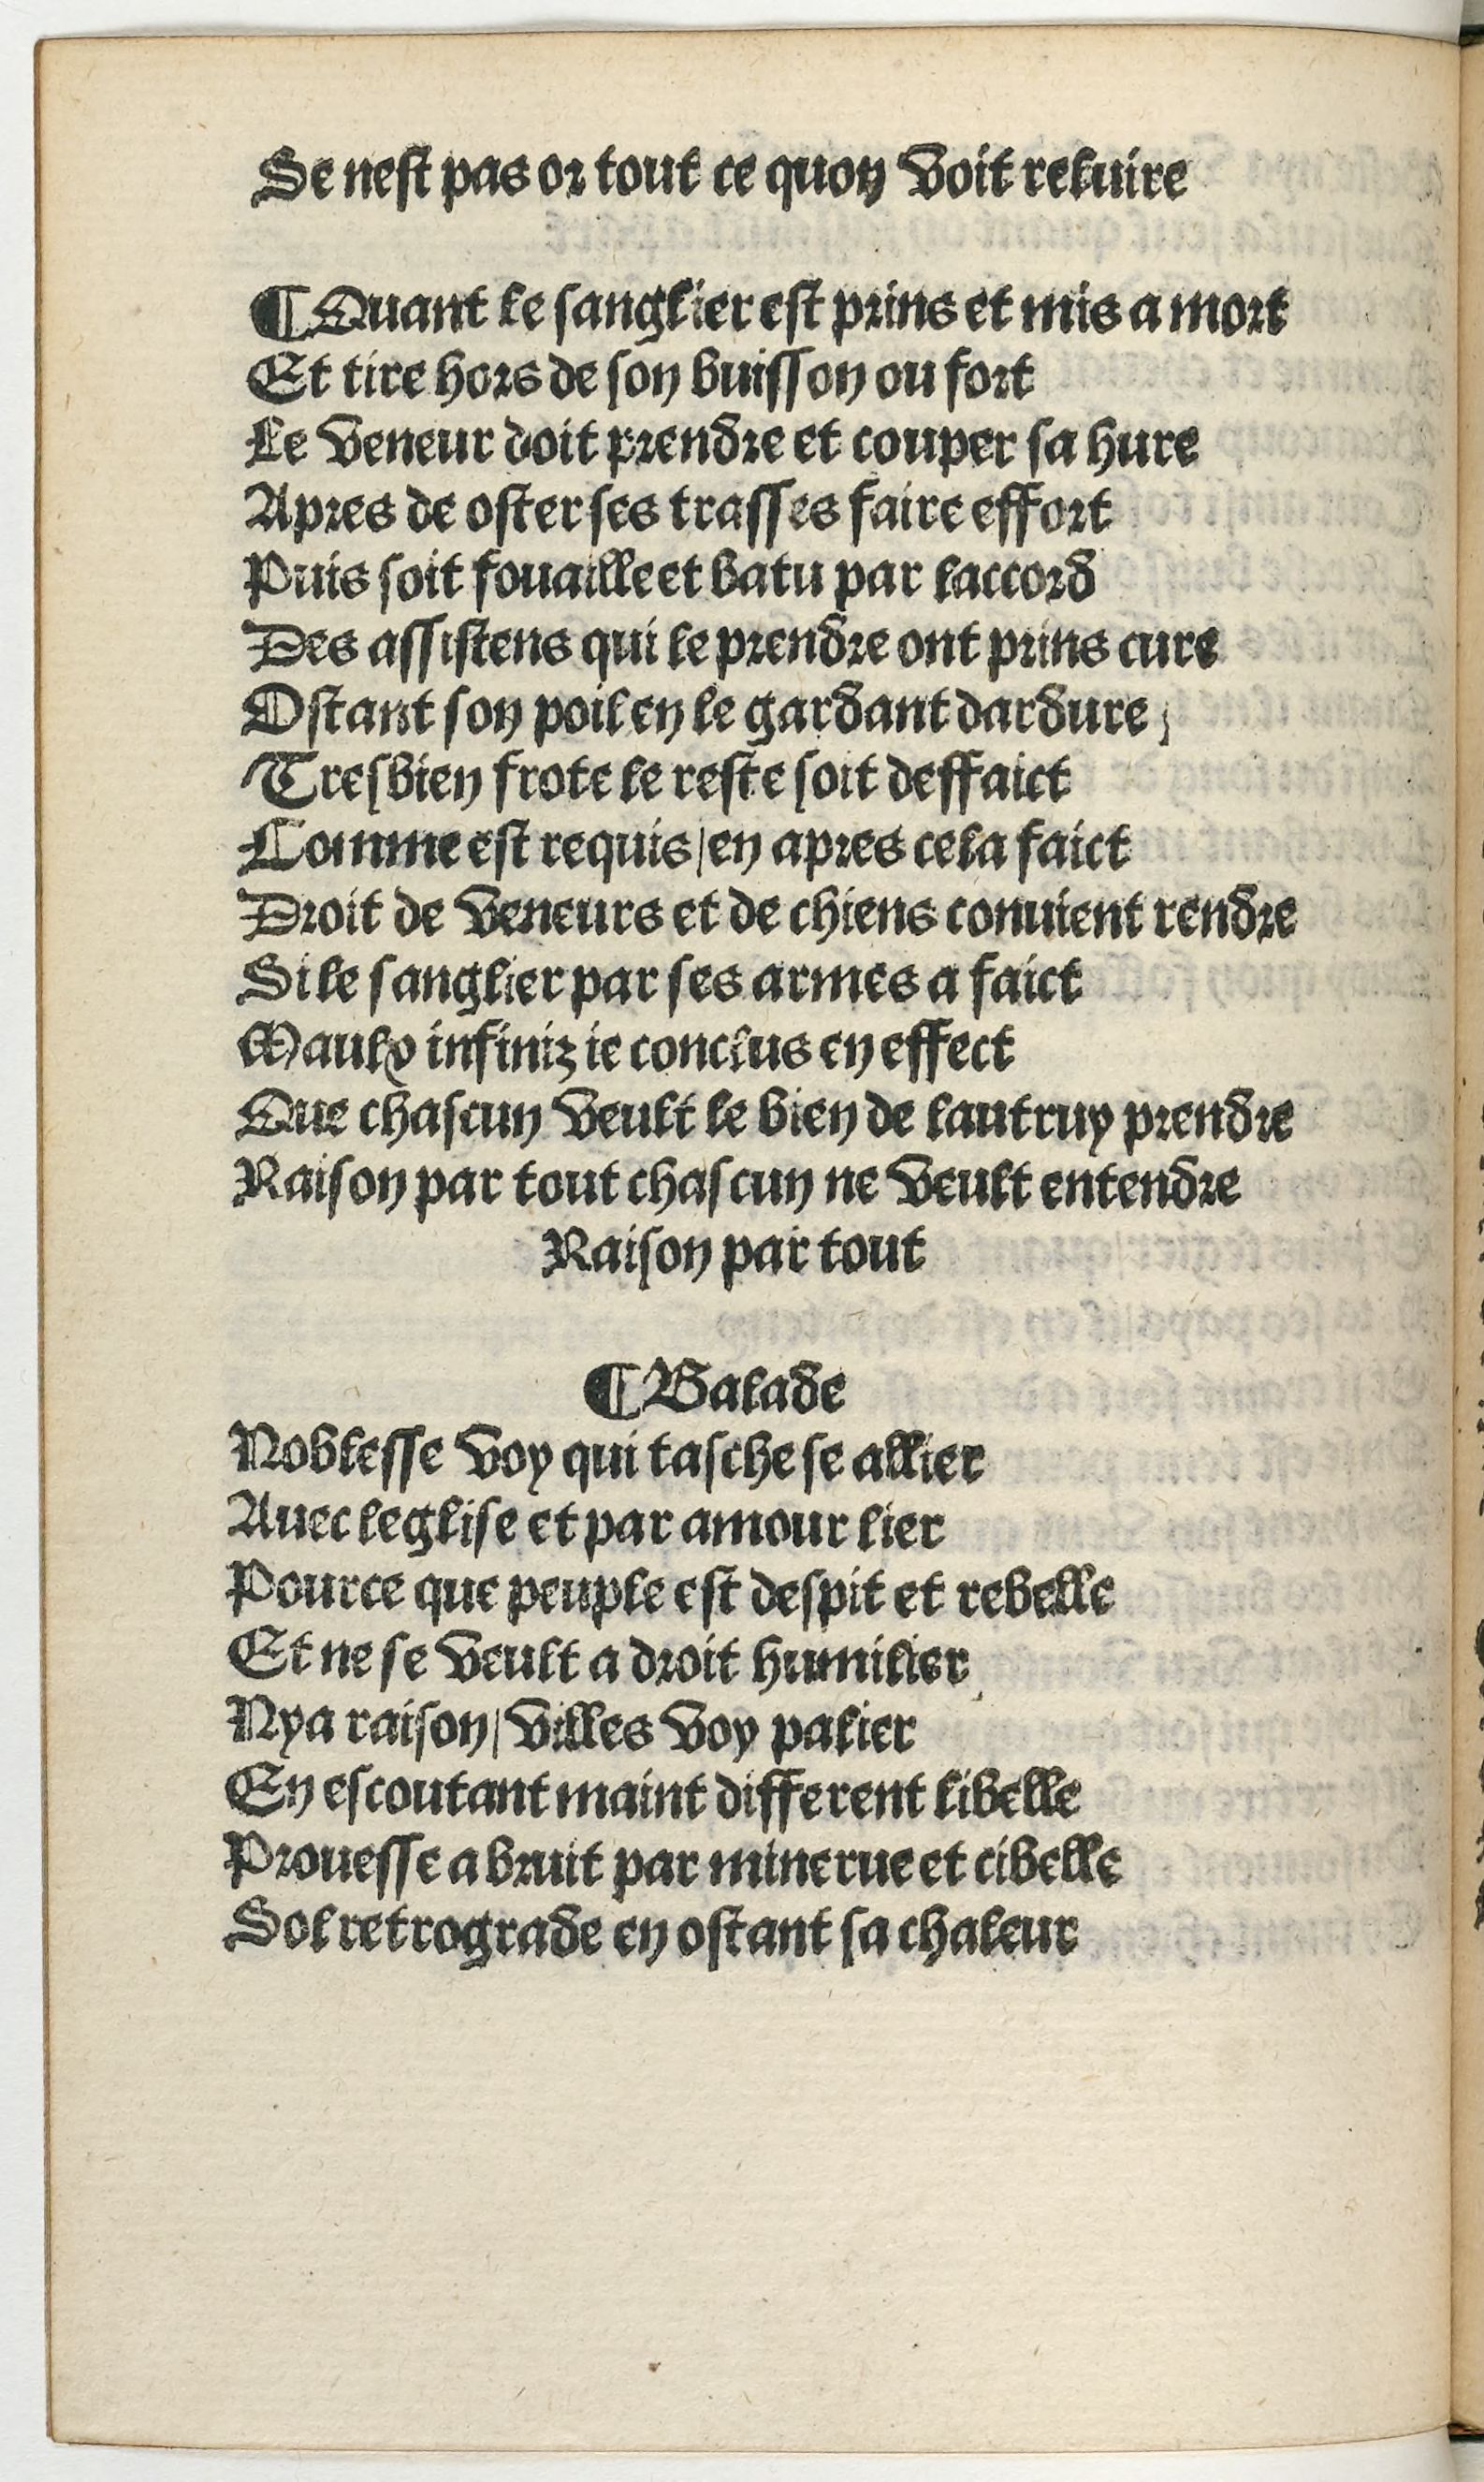 Se nest pas or tout ce quon voit reluire
¶ Quant le sanglier est prins et mis a mort
Et tire hors de son buisson ou fort
Le veneur doit prendre et couper sa hure
Apres de oster ses trasses faire effort
Puis soit fouaille et batu par laccord
Des assistens qui le prendre ont prins cure
Ostant son poil en le gardant dardure
Tresbien frote le reste soit deffaict
Comme est requis/en apres cela faict
Droit de veneurs et de chiens conuient rendre
Si le sanglier par ses armes a faict
Maulx infiniz ie conclus en effect
Que chascun veult le bien de lautruy prendre
Raison par tout chascun ne veult entendre
Raison par tout
¶ Balade
Noblesse voy qui tasche se allier
Auec leglise et par amour lier
Pource que peuple est despit et rebelle
Et ne se veult a droit humilier
Ny a raison/villes voy palier
En escoutant maint different libelle
Prouesse a bruit par minerue et cibelle
Sol retrograde en ostant sa chaleur